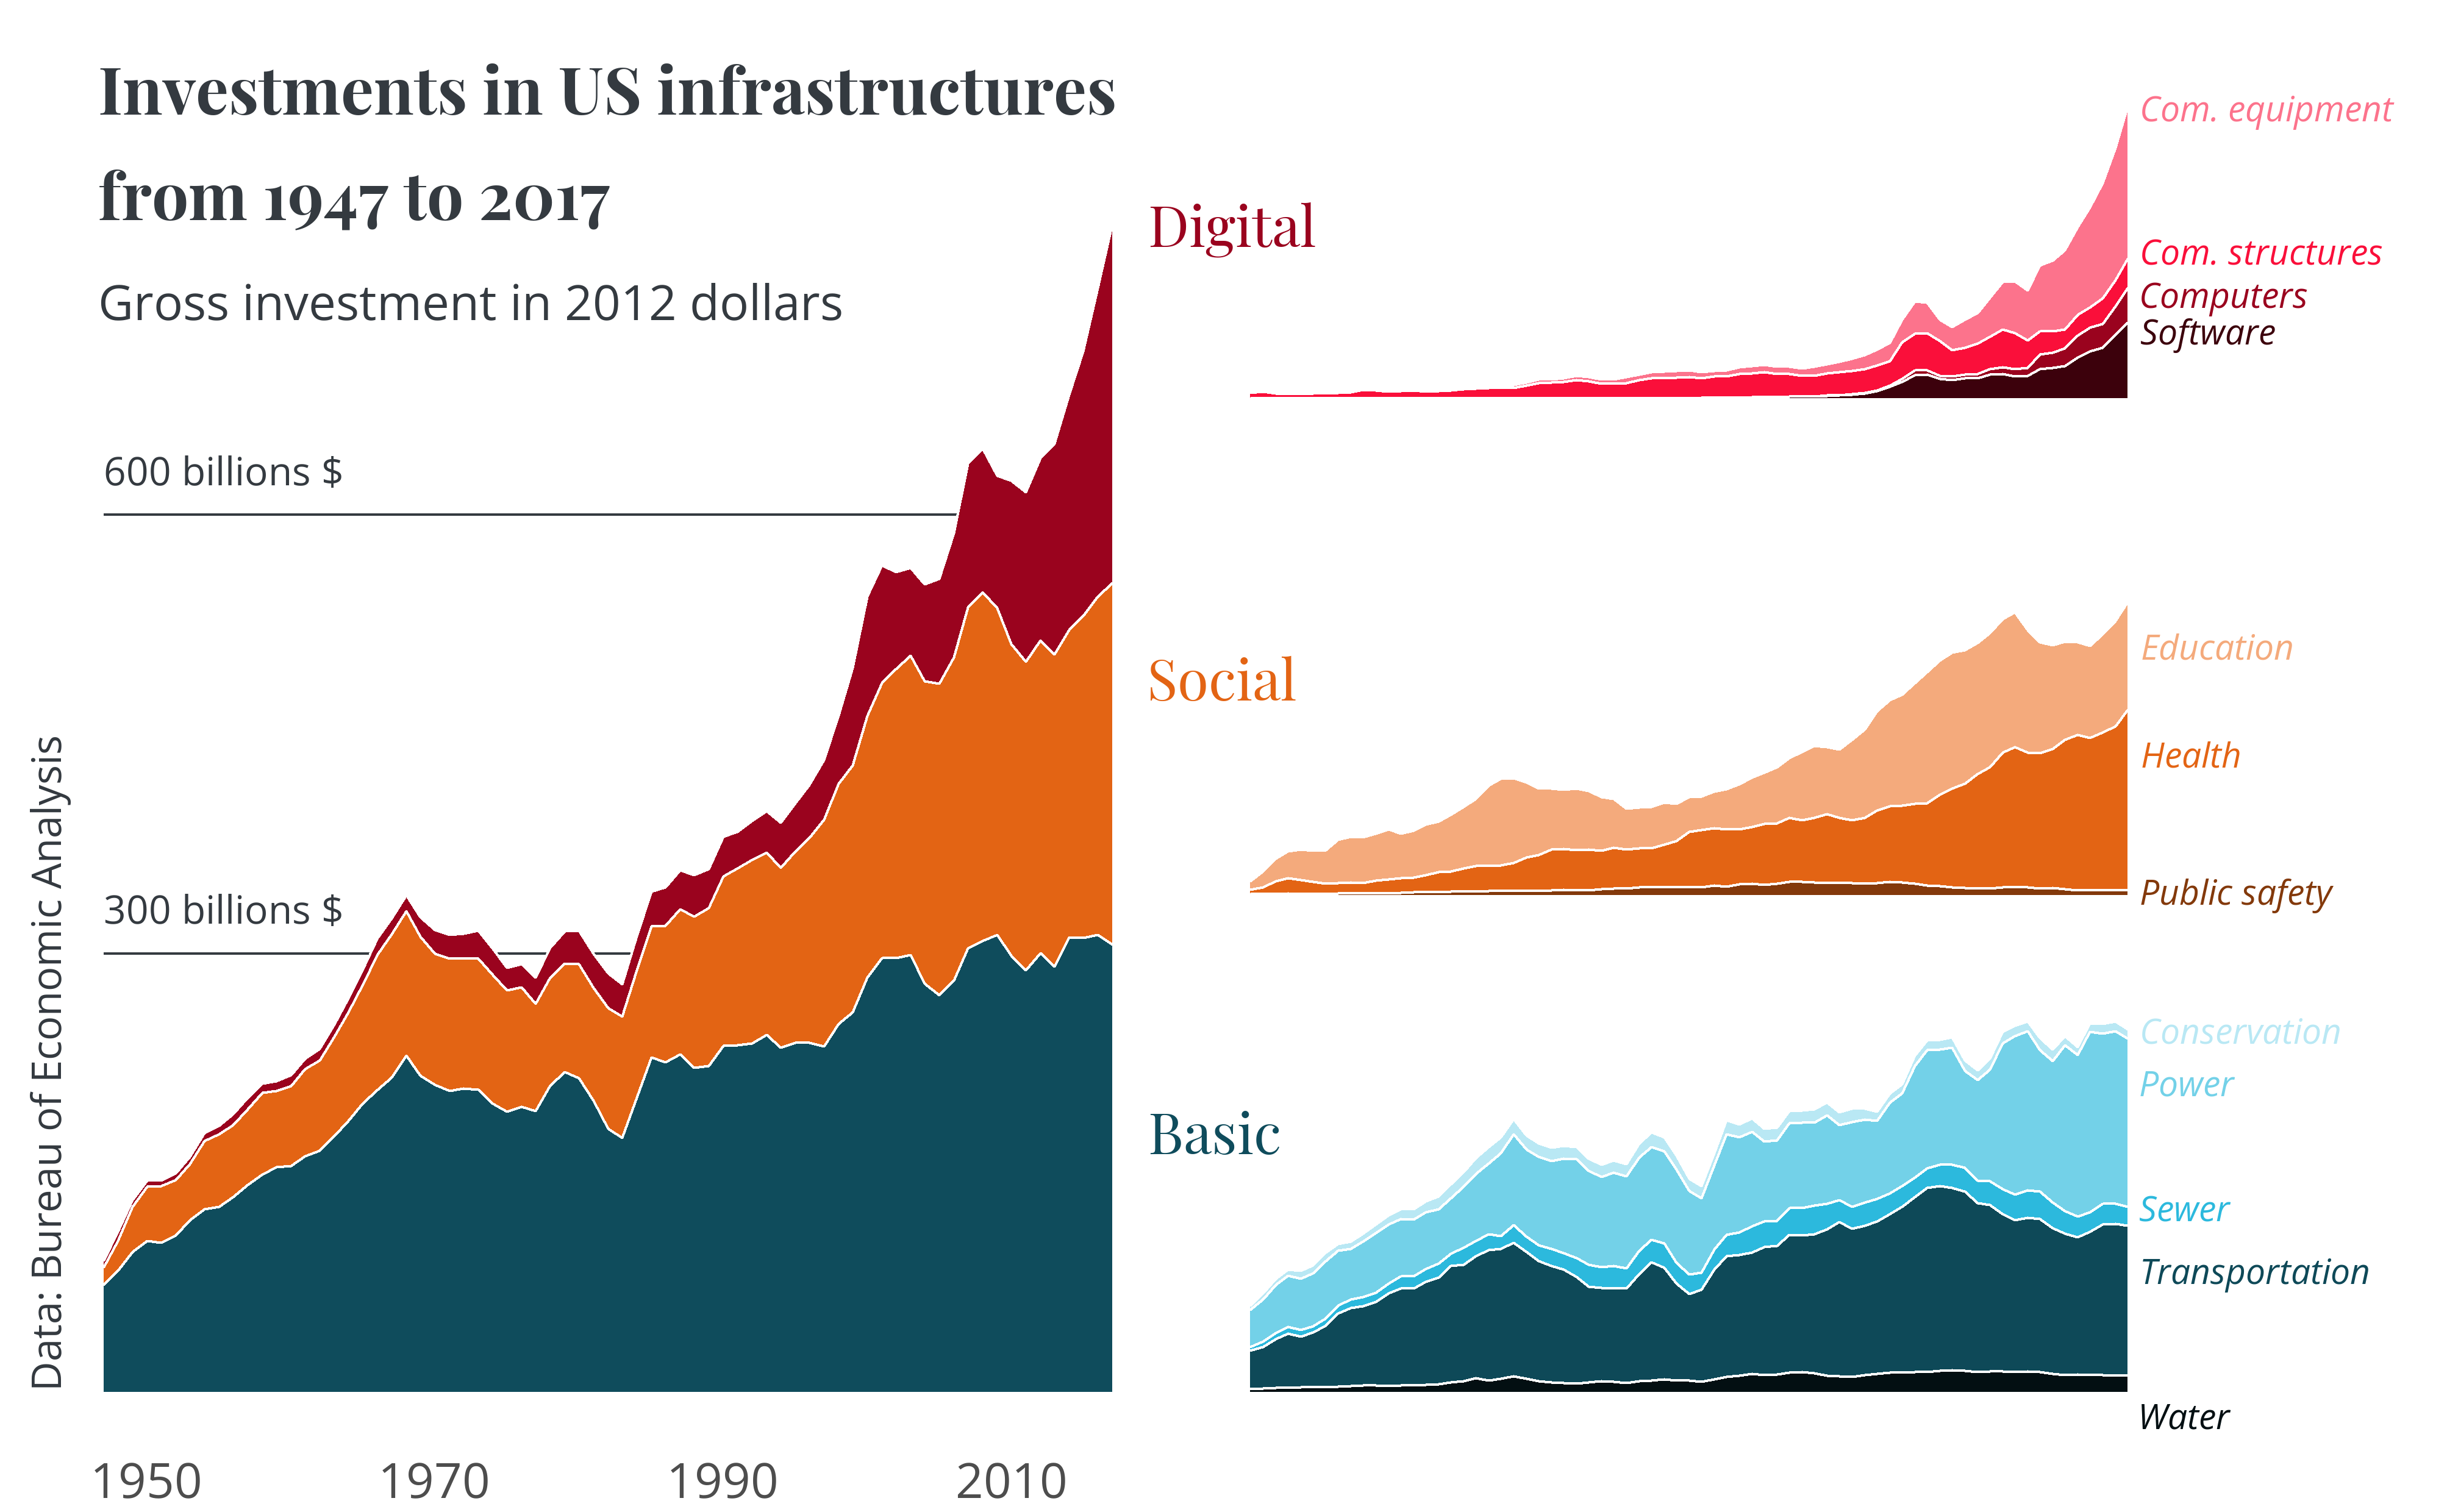 Investments in US infrastructures
from 1947 to 2017
Gross investment in 2012 dollars
600 billions $
300 billions $
Data: Bureau of Economic Analysis
1950
1970
1990
2010
Digital
Com. equipment
Com. structures
Computers
Software
Social
Education
Health
Public safety
Basic
Conservation
Power
Sewer
Transportation
Water